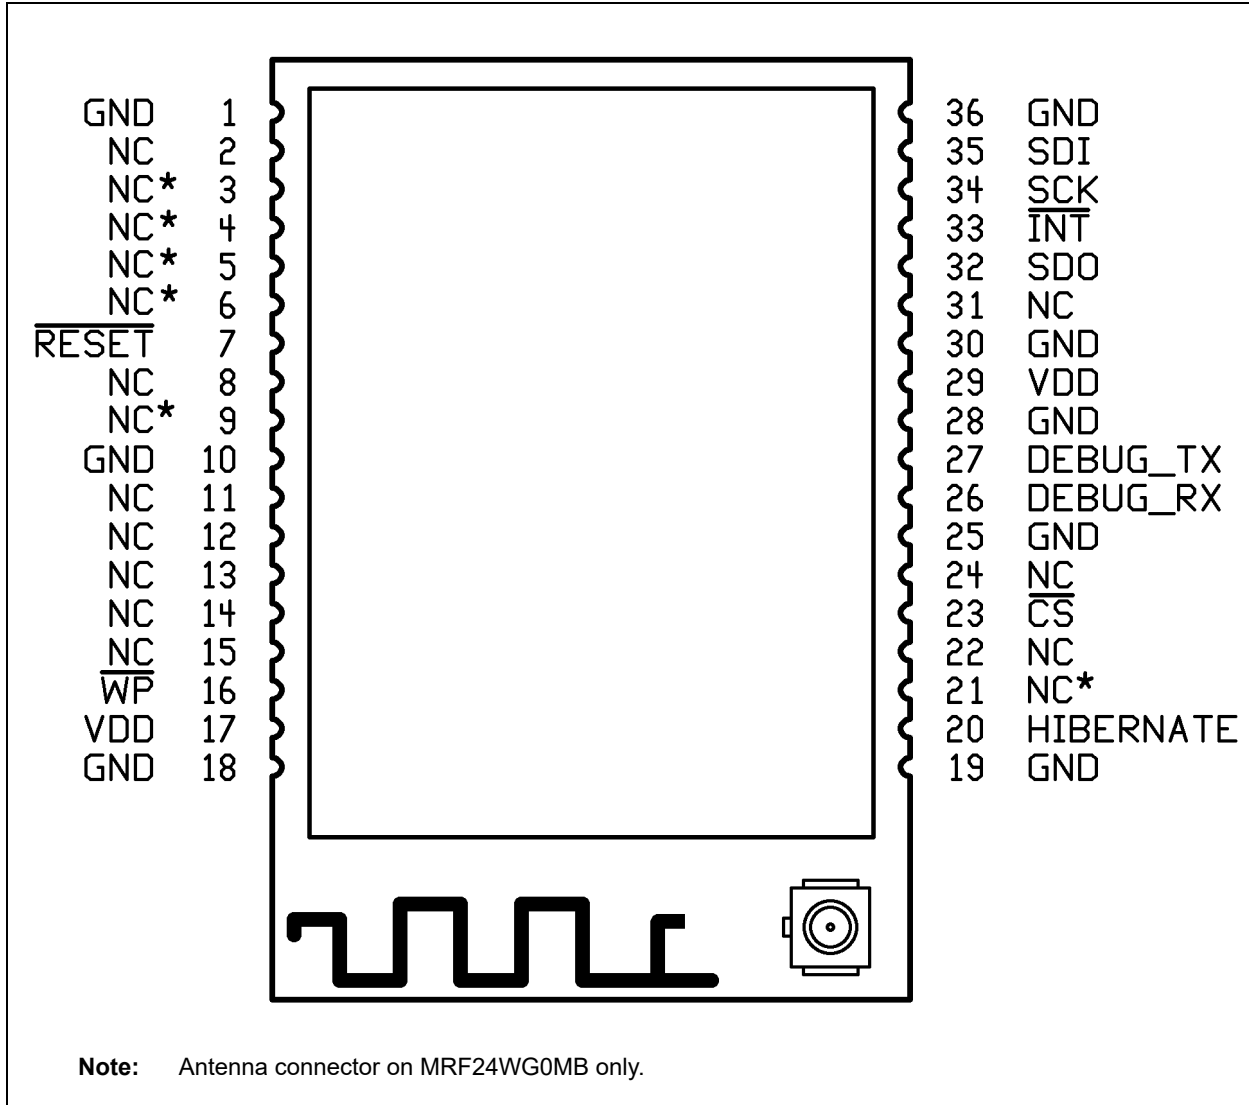 GND 1
NC 2
NC* 3
NC* 4
NC* 5
NC* 6
RESET 7
NC 8
NC* 9
GND 10
NC 11
NC 12
NC 13
NC 14
NC 15
WP 16
VDD 17
GND 18
36 GND
35 SDI
34 SCK
33 INT
32 SDO
31 NC
30 GND
29 VDD
28 GND
27 DEBUG_TX
26 DEBUG_RX
25 GND
24 NC
23 CS
22 NC
21 NC*
20 HIBERNATE
19 GND
Note: Antenna connector on MRF24WG0MB only.